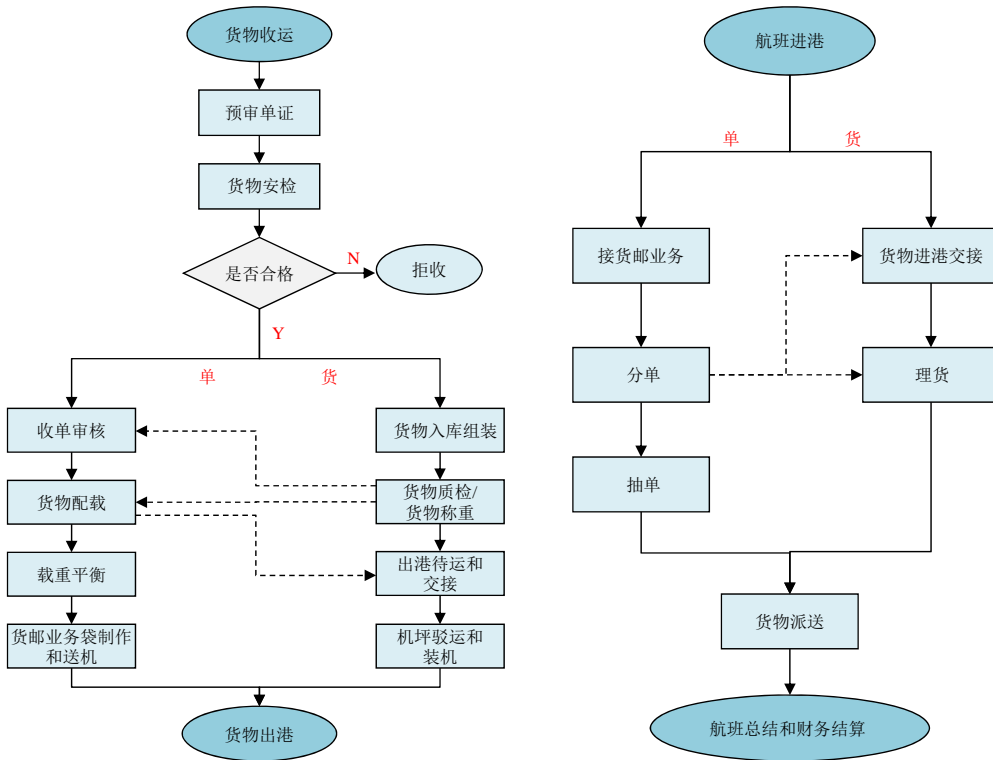 货物收运
预审单证
货物安检
是否合格
N
拒收
Y
单
货
收单审核
货物入库组装
货物配载
货物质检/
货物称重
载重平衡
出港待运和
交接
货邮业务袋制作
和送机
机坪驳运和
装机
货物出港
航班进港
单
货
接货邮业务
货物进港交接
分单
理货
抽单
货物派送
航班总结和财务结算